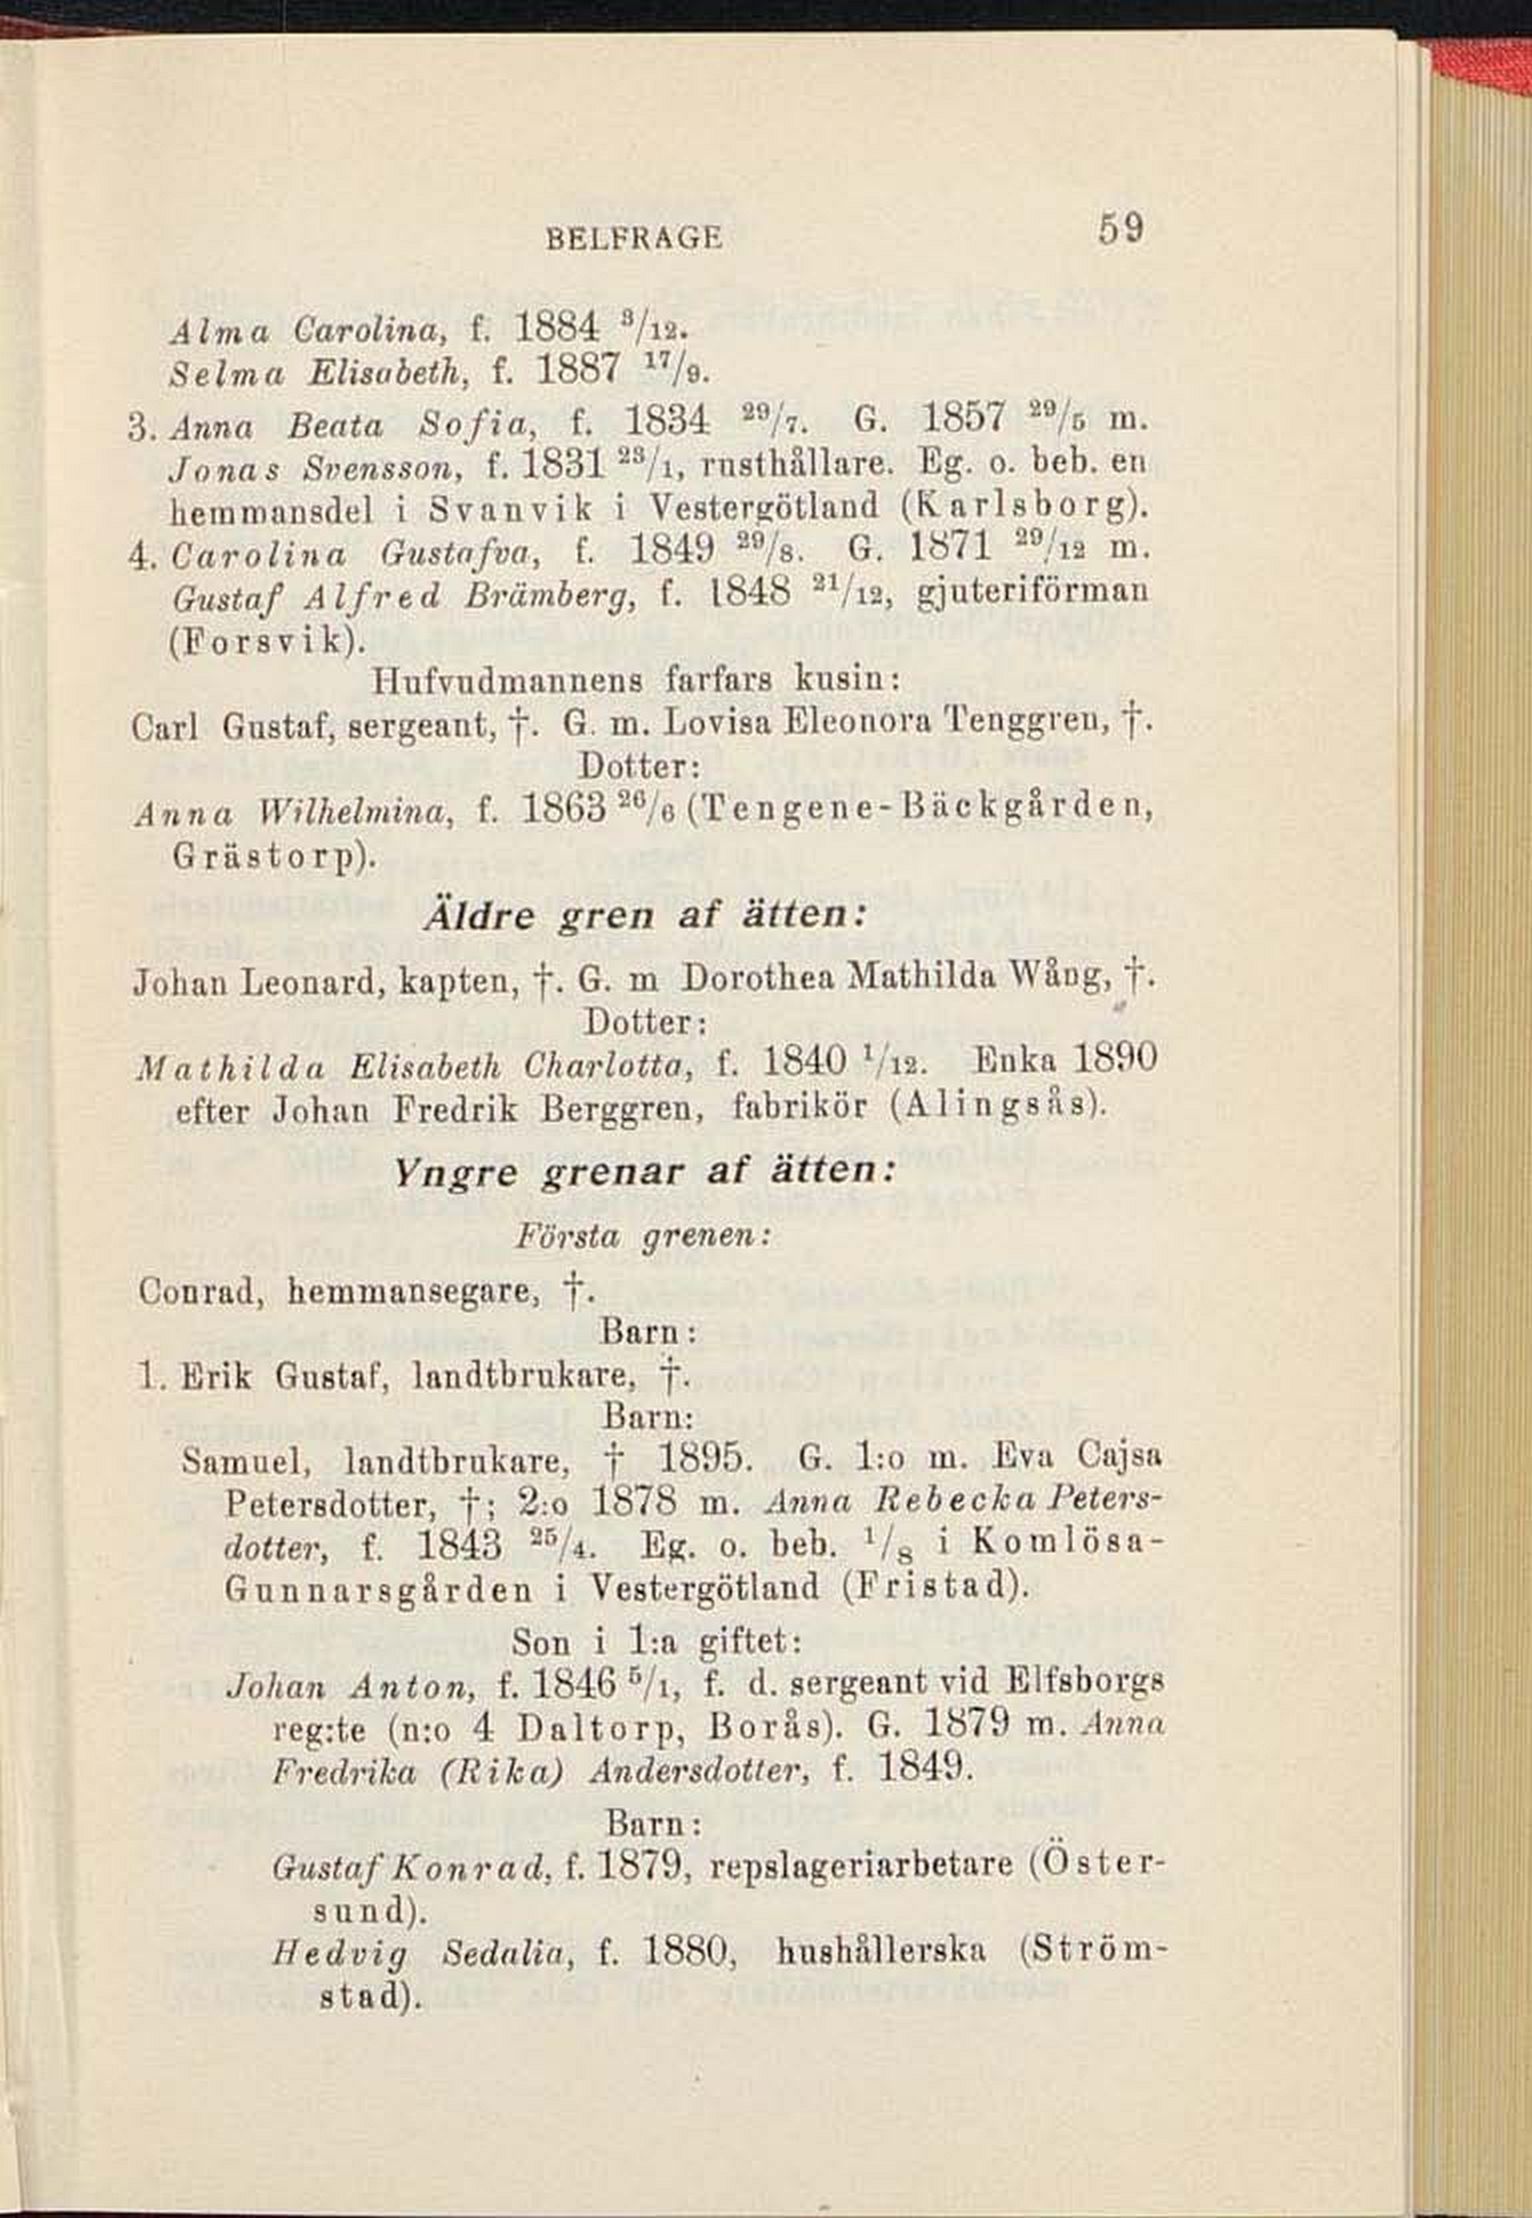 BELFRAGE 59
Alma Carolina, f. 1884 3/12.
Selma Elisabeth, f. 1887 17/9.
3. Anna Beata Sofia, f. 1834 29/7. G. 1857 29/5 m.
Jonas Svensson, f. 1831 23/1, rusthållare. Eg. o. beb. en
hemmansdel i Svanvik i Vestergötland (Karlsborg).
4. Carolina Gustafva, f. 1849 29/8. G. 1871 29/12 m.
Gustaf Alfred Brämberg, f. 1848 21/12, gjuteriförman
(Forsvik).
Hufvudmannens farfars kusin:
Carl Gustaf, sergeant, †. G. m. Lovisa Eleonora Tenggren, †.
Dotter:
Anna Wilhelmina, f. 1863 26/6 (Tengene-Bäckgården,
Grästorp).
Äldre gren af ätten:
Johan Leonard, kapten, †. G. m Dorothea Mathilda Wång, †.
Dotter:
Mathilda Elisabeth Charlotta, f. 1840 1/12. Enka 1890
efter Johan Fredrik Berggren, fabrikör (Alingsås).
Yngre grenar af ätten:
Första grenen:
Conrad, hemmansegare, †.
Barn:
1. Erik Gustaf, landtbrukare, †.
Barn:
Samuel, landtbrukare, † 1895. G. 1:o m. Eva Cajsa
Petersdotter, †; 2:o 1878 m. Anna Rebecka Peters-
dotter, f. 1843 25/4. Eg. o. beb. 1/8 i Komlösa-
Gunnarsgården i Vestergötland (Fristad).
Son i 1:a giftet:
Johan Anton, f. 1846 5/1, f. d. sergeant vid Elfsborgs
reg:te (n:o 4 Daltorp, Borås). G. 1879 m. Anna
Fredrika (Rika) Andersdotter, f. 1849.
Barn:
Gustaf Konrad, f. 1879, repslageriarbetare (Öster-
sund).
Hedvig Sedalia, f. 1880, hushållerska (Ström-
stad).